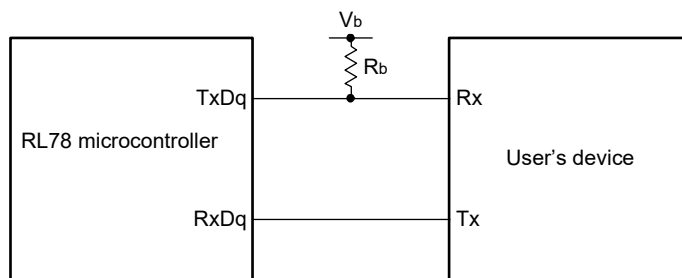 Vb
Rb
TxDq
Rx
RL78 microcontroller
User's device
RxDq
Tx